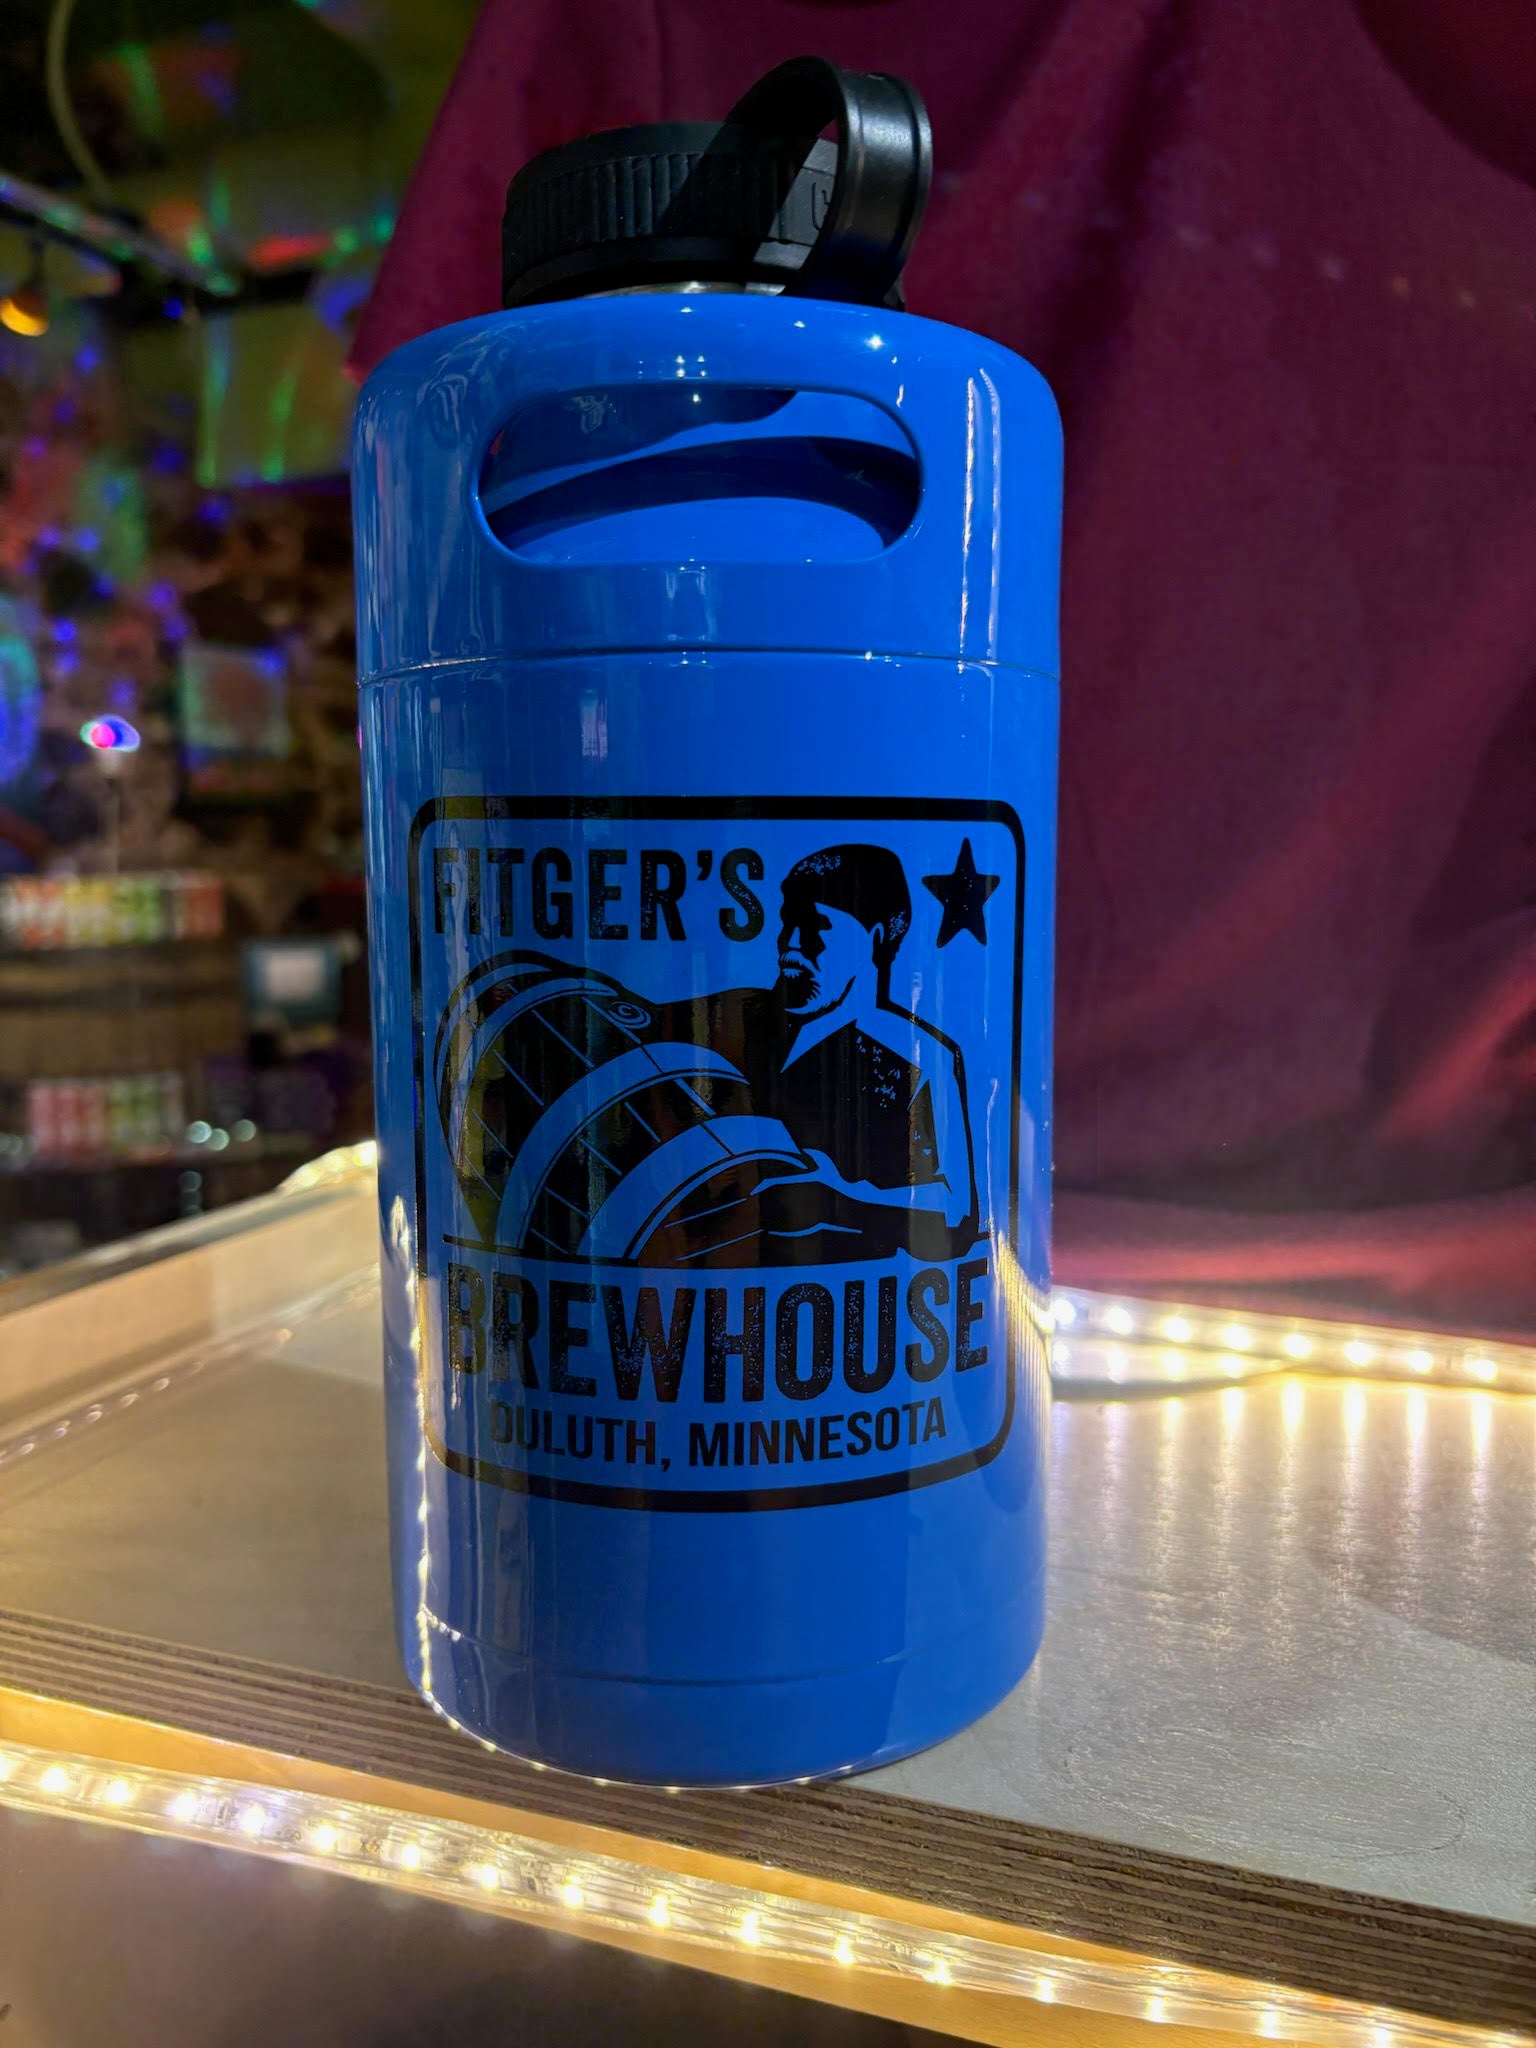 FITGER'S
BREWHOUSE
DULUTH, MINNESOTA